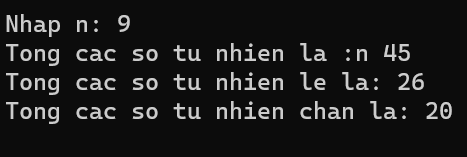 Nhap n: 9
Tong cac so tu nhien la :n 45
Tong cac so tu nhien le la: 26
Tong cac so tu nhien chan la: 20